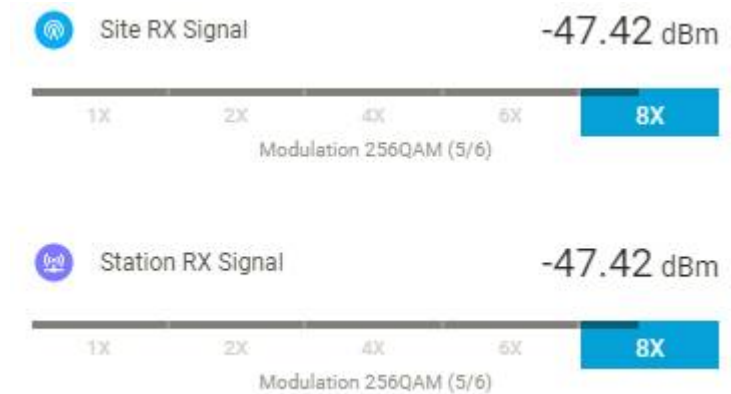 Site RX Signal -47.42 dBm
1X 2X 4X 6X 8X
Modulation 256QAM (5/6)
Station RX Signal -47.42 dBm
1X 2X 4X 6X 8X
Modulation 256QAM (5/6)